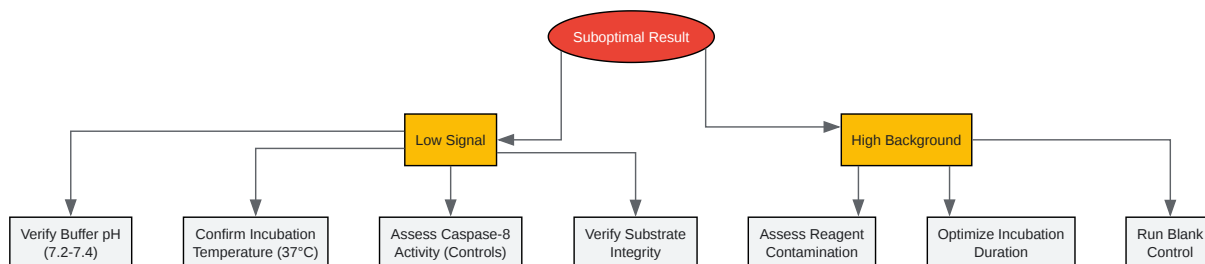 Suboptimal Result
Low Signal
High Background
Verify Buffer pH
(7.2-7.4)
Confirm Incubation
Temperature (37°C)
Assess Caspase-8
Activity (Controls)
Verify Substrate
Integrity
Assess Reagent
Contamination
Optimize Incubation
Duration
Run Blank
Control